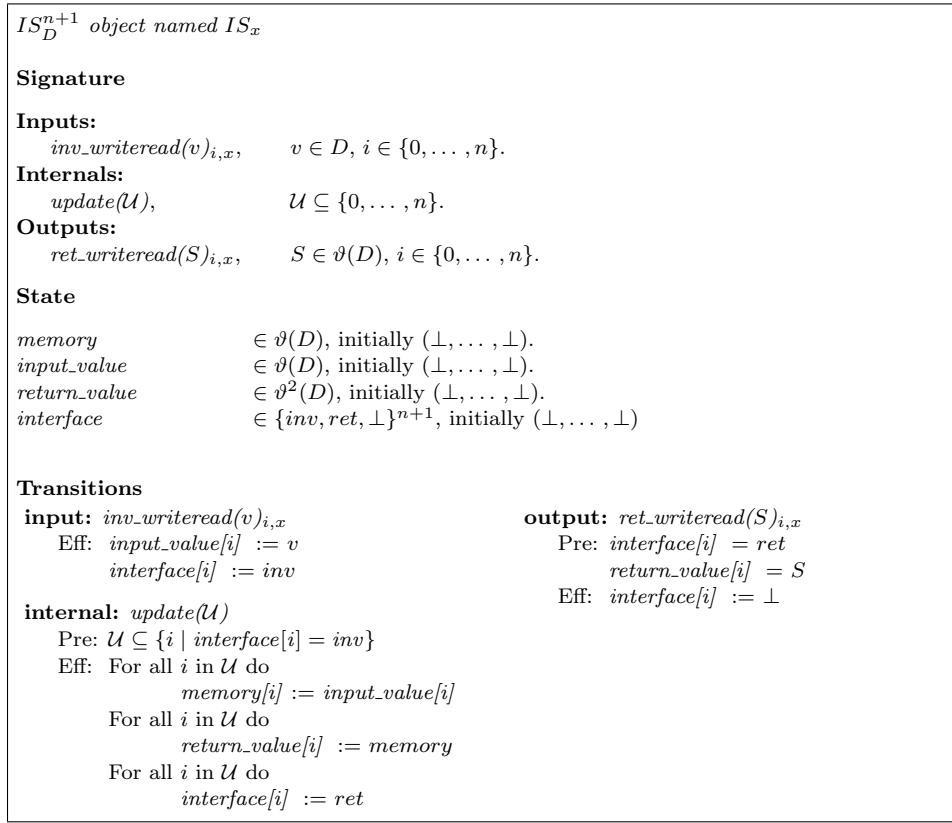 IS_D^{n+1} object named IS_x
Signature
Inputs:
inv_writeread(v)_{i,x}, v ∈ D, i ∈ {0,... ,n}.
Internals:
update(𝒰), 𝒰 ⊆ {0,... ,n}.
Outputs:
ret_writeread(S)_{i,x}, S ∈ ϑ(D), i ∈ {0,... ,n}.
State
memory ∈ ϑ(D), initially (⊥,... ,⊥).
input_value ∈ ϑ(D), initially (⊥,... ,⊥).
return_value ∈ ϑ²(D), initially (⊥,... ,⊥).
interface ∈ {inv, ret, ⊥}^{n+1}, initially (⊥,... ,⊥)
Transitions
input: inv_writeread(v)_{i,x}
Eff: input_value[i] := v
interface[i] := inv
internal: update(𝒰)
Pre: 𝒰 ⊆ {i | interface[i] = inv}
Eff: For all i in 𝒰 do
memory[i] := input_value[i]
For all i in 𝒰 do
return_value[i] := memory
For all i in 𝒰 do
interface[i] := ret
output: ret_writeread(S)_{i,x}
Pre: interface[i] = ret
return_value[i] = S
Eff: interface[i] := ⊥